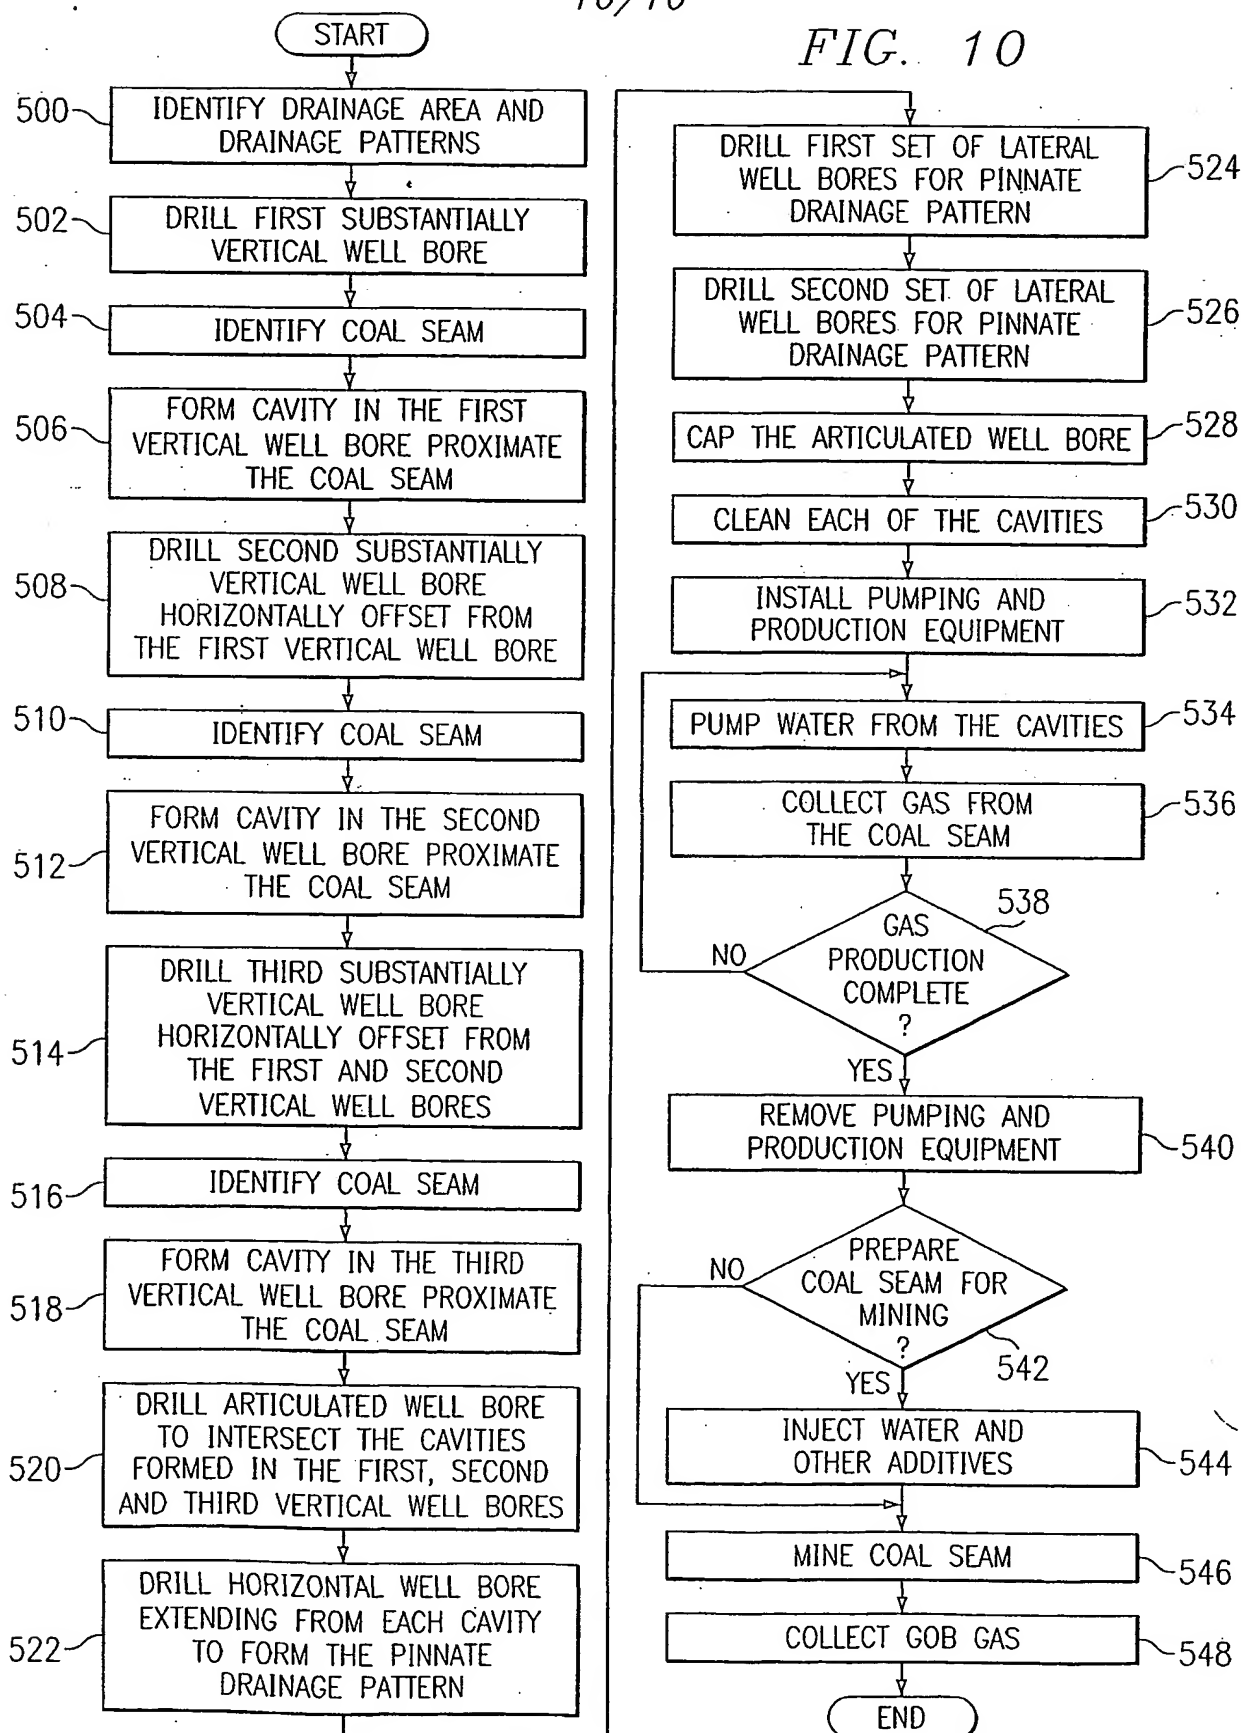 FIG. 10
START
500
IDENTIFY DRAINAGE AREA AND
DRAINAGE PATTERNS
502
DRILL FIRST SUBSTANTIALLY
VERTICAL WELL BORE
504
IDENTIFY COAL SEAM
506
FORM CAVITY IN THE FIRST
VERTICAL WELL BORE PROXIMATE
THE COAL SEAM
508
DRILL SECOND SUBSTANTIALLY
VERTICAL WELL BORE
HORIZONTALLY OFFSET FROM
THE FIRST VERTICAL WELL BORE
510
IDENTIFY COAL SEAM
512
FORM CAVITY IN THE SECOND
VERTICAL WELL BORE PROXIMATE
THE COAL SEAM
514
DRILL THIRD SUBSTANTIALLY
VERTICAL WELL BORE
HORIZONTALLY OFFSET FROM
THE FIRST AND SECOND
VERTICAL WELL BORES
516
IDENTIFY COAL SEAM
518
FORM CAVITY IN THE THIRD
VERTICAL WELL BORE PROXIMATE
THE COAL SEAM
520
DRILL ARTICULATED WELL BORE
TO INTERSECT THE CAVITIES
FORMED IN THE FIRST, SECOND
AND THIRD VERTICAL WELL BORES
522
DRILL HORIZONTAL WELL BORE
EXTENDING FROM EACH CAVITY
TO FORM THE PINNATE
DRAINAGE PATTERN
DRILL FIRST SET OF LATERAL
WELL BORES FOR PINNATE
DRAINAGE PATTERN
524
DRILL SECOND SET OF LATERAL
WELL BORES FOR PINNATE
DRAINAGE PATTERN
526
CAP THE ARTICULATED WELL BORE
528
CLEAN EACH OF THE CAVITIES
530
INSTALL PUMPING AND
PRODUCTION EQUIPMENT
532
PUMP WATER FROM THE CAVITIES
534
COLLECT GAS FROM
THE COAL SEAM
536
GAS
PRODUCTION
COMPLETE
?
538
NO
YES
REMOVE PUMPING AND
PRODUCTION EQUIPMENT
540
PREPARE
COAL SEAM FOR
MINING
?
542
NO
YES
INJECT WATER AND
OTHER ADDITIVES
544
MINE COAL SEAM
546
COLLECT GOB GAS
548
END